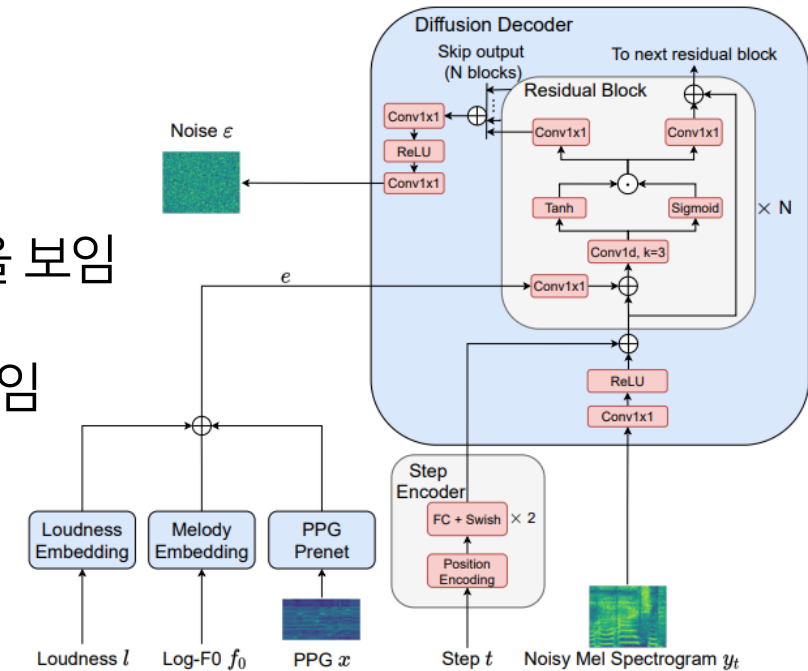 Diffusion Decoder
Skip output
(N blocks)
To next residual block
Residual Block
Conv1x1
ReLU
Conv1x1
Conv1x1
Conv1x1
Noise ε
Tanh
Sigmoid
× N
Conv1d, k=3
을 보임
e
Conv1x1
임
ReLU
Conv1x1
Step
Encoder
FC + Swish × 2
Position
Encoding
Loudness
Embedding
Melody
Embedding
PPG
Prenet
Loudness l
Log-F0 f₀
PPG x
Step t
Noisy Mel Spectrogram yₜ